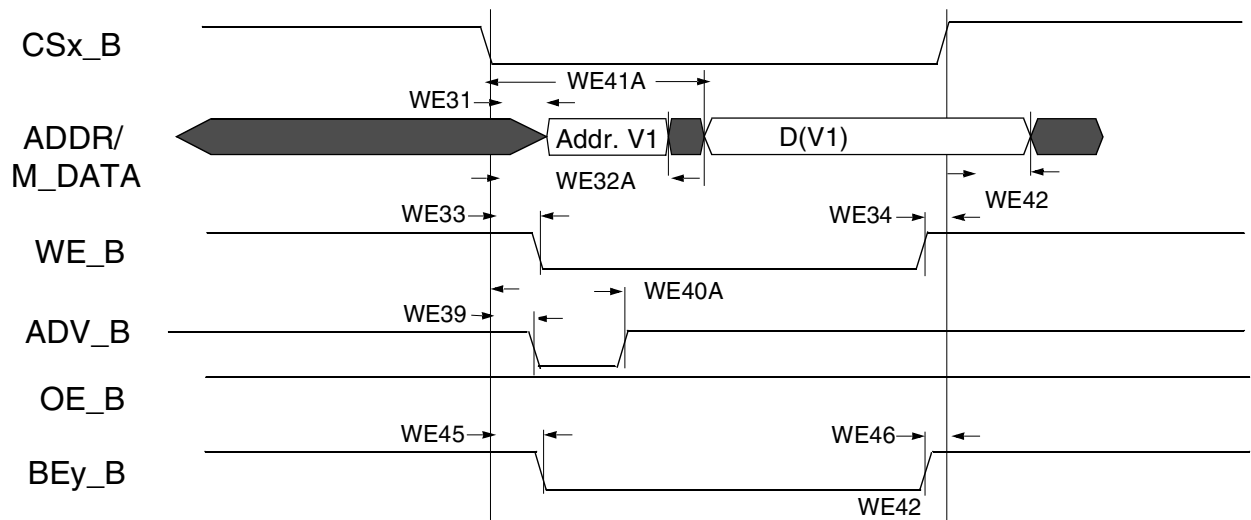 CSx_B
WE41A
WE31
ADDR/
M_DATA
Addr. V1
D(V1)
WE32A
WE42
WE33
WE34
WE_B
WE40A
WE39
ADV_B
OE_B
WE45
WE46
BEy_B
WE42